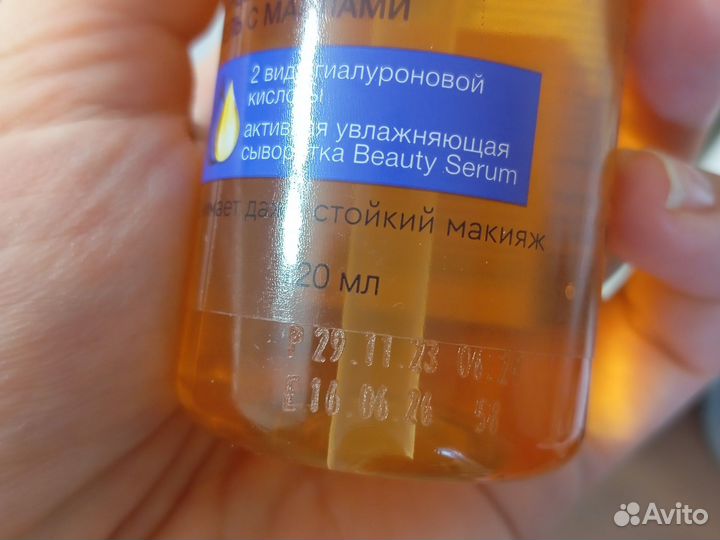 С МАСЛАМИ
2 вида гиалуроновой
кислоты
активная увлажняющая
сыворотка Beauty Serum
даже стойкий макияж
20 мл
P 29.11.23
E 16.06.26 58
Avito